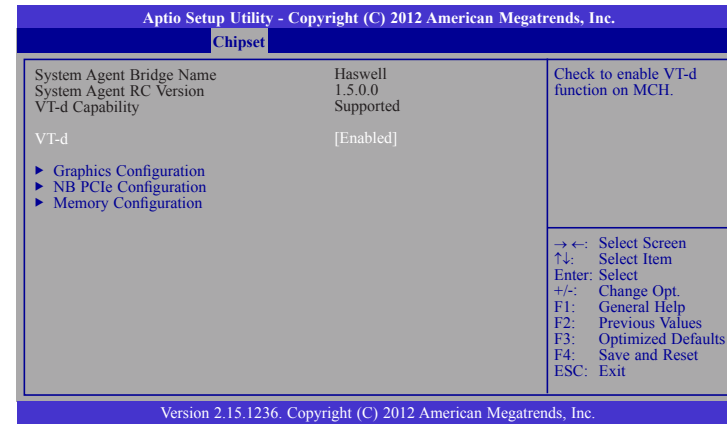 Aptio Setup Utility - Copyright (C) 2012 American Megatrends, Inc.
Chipset
System Agent Bridge Name Haswell
System Agent RC Version 1.5.0.0
VT-d Capability Supported
VT-d [Enabled]
▶ Graphics Configuration
▶ NB PCIe Configuration
▶ Memory Configuration
Check to enable VT-d
function on MCH.
→ ←: Select Screen
↑↓: Select Item
Enter: Select
+/-: Change Opt.
F1: General Help
F2: Previous Values
F3: Optimized Defaults
F4: Save and Reset
ESC: Exit
Version 2.15.1236. Copyright (C) 2012 American Megatrends, Inc.